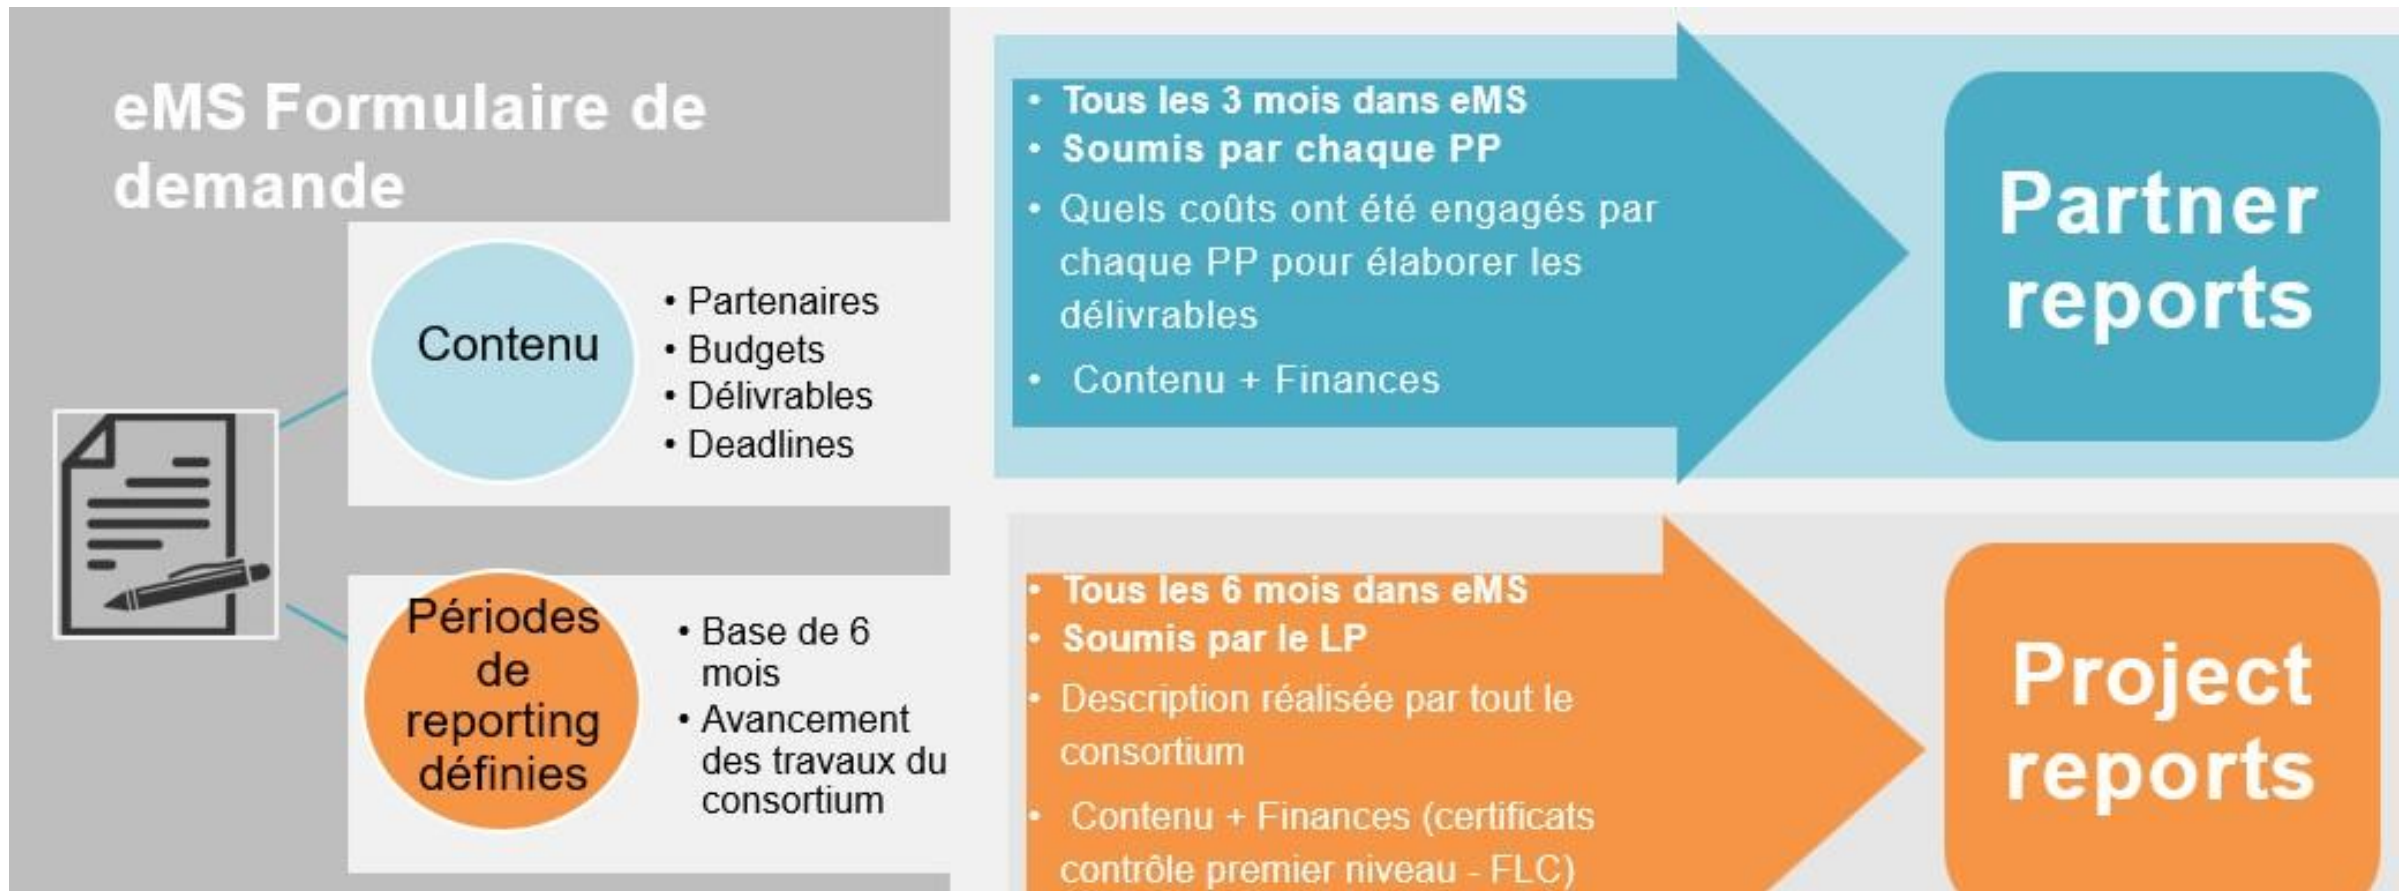 eMS Formulaire de
demande
Contenu
• Partenaires
• Budgets
• Délivrables
• Deadlines
Périodes
de
reporting
définies
• Base de 6
mois
• Avancement
des travaux du
consortium
• Tous les 3 mois dans eMS
• Soumis par chaque PP
• Quels coûts ont été engagés par
chaque PP pour élaborer les
délivrables
• Contenu + Finances
Partner
reports
• Tous les 6 mois dans eMS
• Soumis par le LP
• Description réalisée par tout le
consortium
• Contenu + Finances (certificats
contrôle premier niveau - FLC)
Project
reports